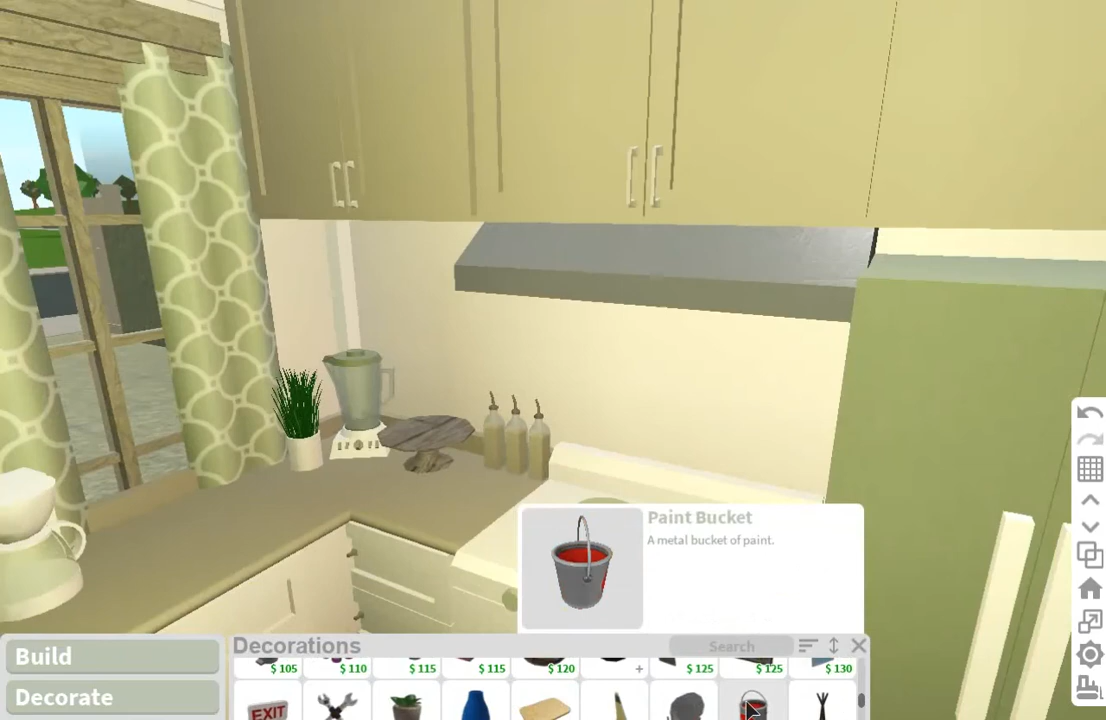 Paint Bucket
A metal bucket of paint.
Decorations
Search
Build
$ 105 $ 110 $ 115 $ 115 $ 120 + $ 125 $ 125 $ 130
Decorate
EXIT